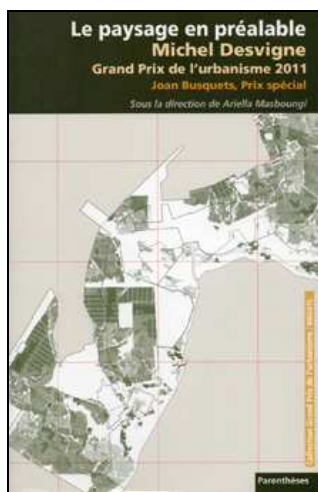 Le paysage en préalable
Michel Desvigne
Grand Prix de l'urbanisme 2011
Joan Busquets, Prix spécial
Sous la direction de Ariella Masboungi
Parenthèses